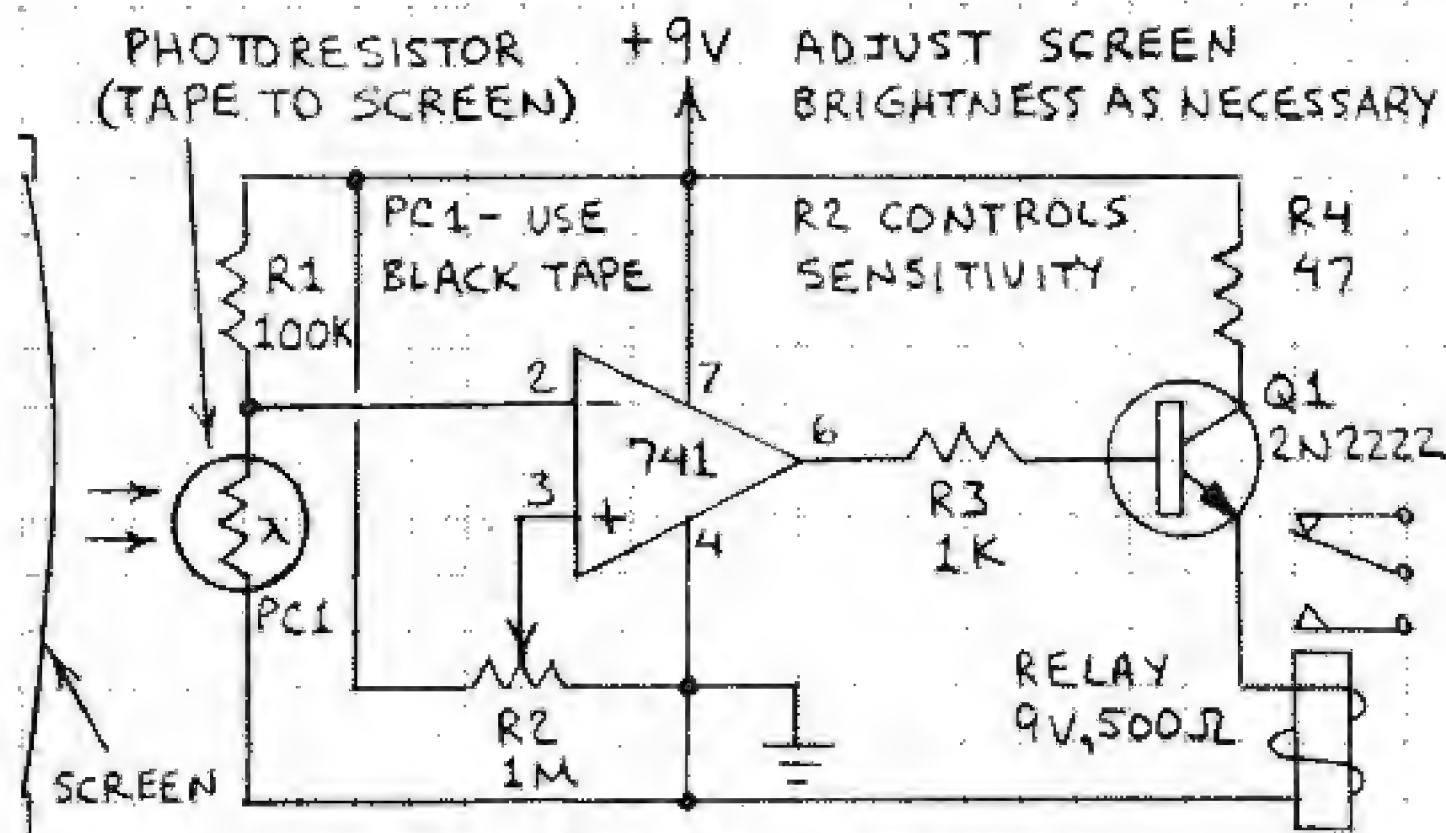 PHOTORESISTOR
(TAPE TO SCREEN)
+9V
ADJUST SCREEN
BRIGHTNESS AS NECESSARY
PC1- USE
BLACK TAPE
R2 CONTROLS
SENSITIVITY
R4
47
R1
100K
2
7
741
3
+
4
6
R3
1K
Q1
2N2222
λ
PC1
R2
1M
RELAY
9V, 500Ω
SCREEN